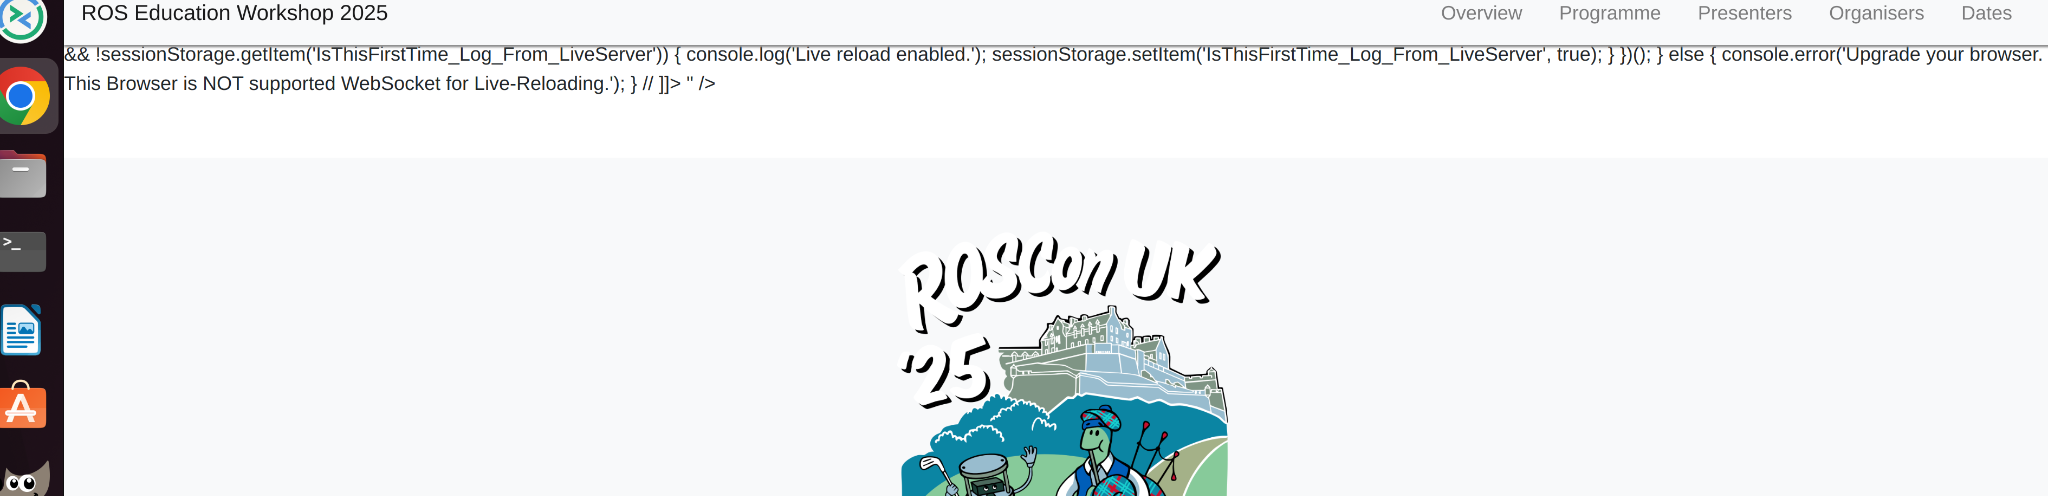 ROS Education Workshop 2025 Overview Programme Presenters Organisers Dates
&& !sessionStorage.getItem('IsThisFirstTime_Log_From_LiveServer')) { console.log('Live reload enabled.'); sessionStorage.setItem('IsThisFirstTime_Log_From_LiveServer', true); } })(); } else { console.error('Upgrade your browser.
This Browser is NOT supported WebSocket for Live-Reloading.'); } // ]]> " />
>_
ROSCon UK
'25